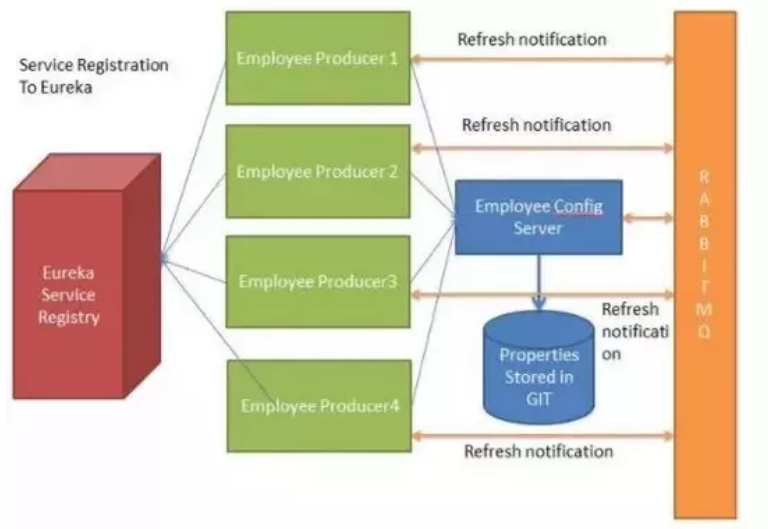 Service Registration
To Eureka
Employee Producer 1
Refresh notification
Employee Producer 2
Refresh notification
Employee Config
Server
Eureka
Service
Registry
Employee Producer3
Refresh
notificati
on
Properties
Stored in
GIT
Employee Producer4
Refresh notification
R
A
B
B
I
T
M
Q